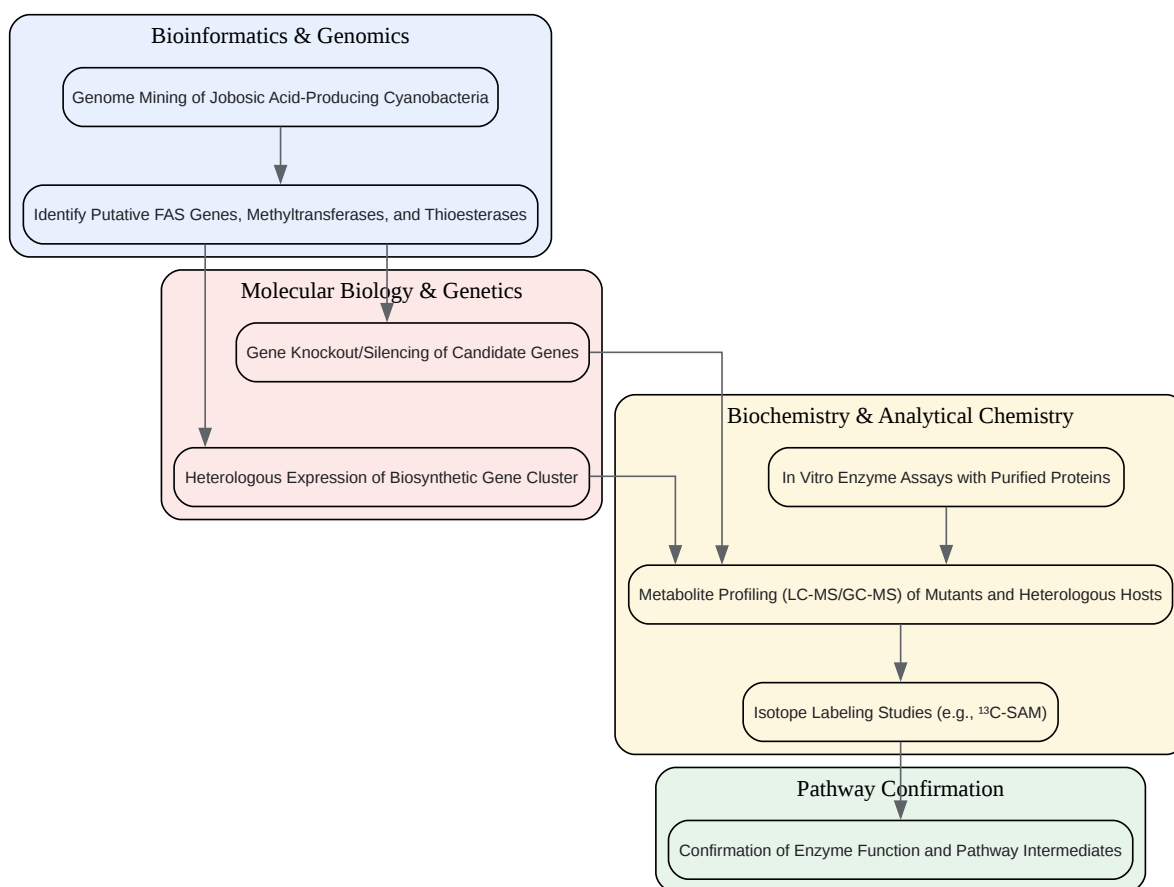 Bioinformatics & Genomics
Genome Mining of Jobosic Acid-Producing Cyanobacteria
Identify Putative FAS Genes, Methyltransferases, and Thioesterases
Molecular Biology & Genetics
Gene Knockout/Silencing of Candidate Genes
Heterologous Expression of Biosynthetic Gene Cluster
Biochemistry & Analytical Chemistry
In Vitro Enzyme Assays with Purified Proteins
Metabolite Profiling (LC-MS/GC-MS) of Mutants and Heterologous Hosts
Isotope Labeling Studies (e.g., ¹³C-SAM)
Pathway Confirmation
Confirmation of Enzyme Function and Pathway Intermediates